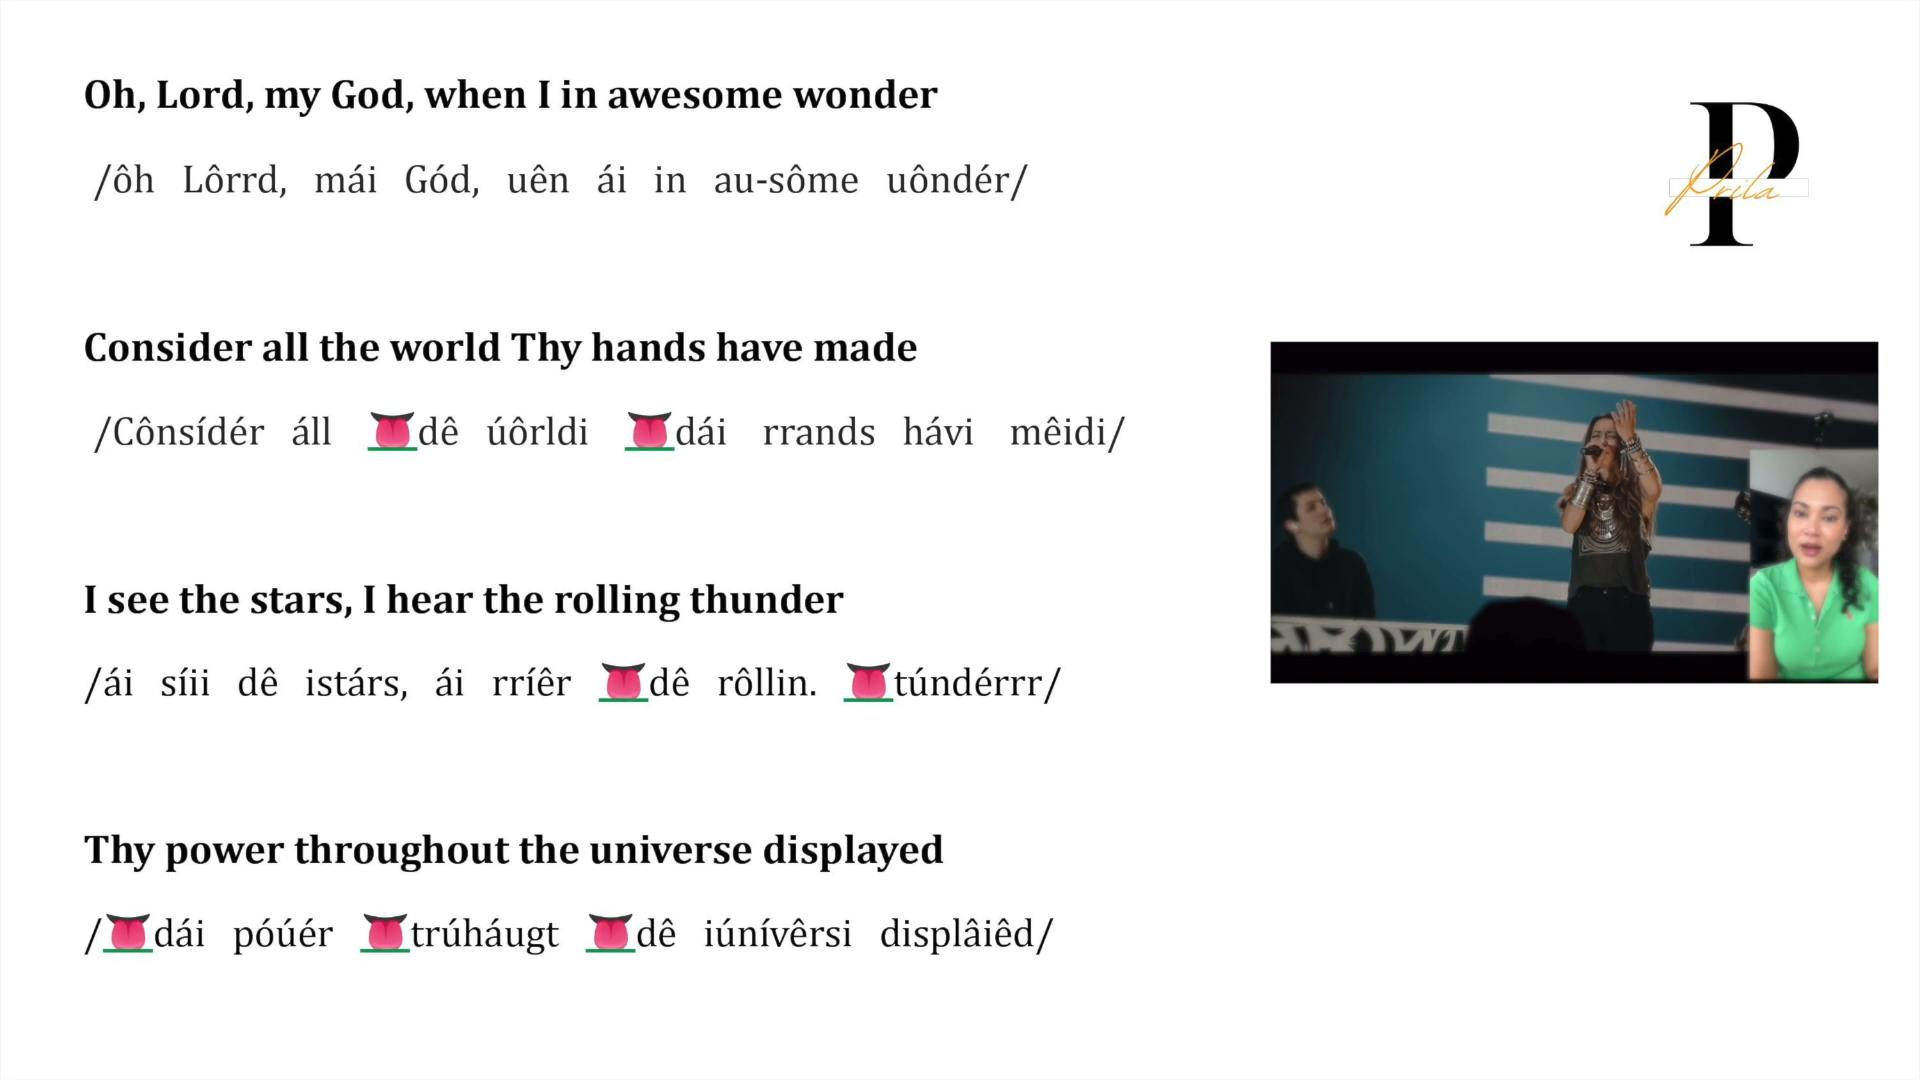 Oh, Lord, my God, when I in awesome wonder
/ôh Lôrrd, mái Gód, uên ái in au-sôme uôndér/
P
Prila
Consider all the world Thy hands have made
/Cônsídér áll 👅dê úôrldi 👅dái rrands hávi mêidi/
I see the stars, I hear the rolling thunder
/ái síii dê istárs, ái rríêr 👅dê rôllin. 👅túndérrr/
Thy power throughout the universe displayed
/👅dái póúér 👅trúháugt 👅dê iúnívêrsi displâiêd/